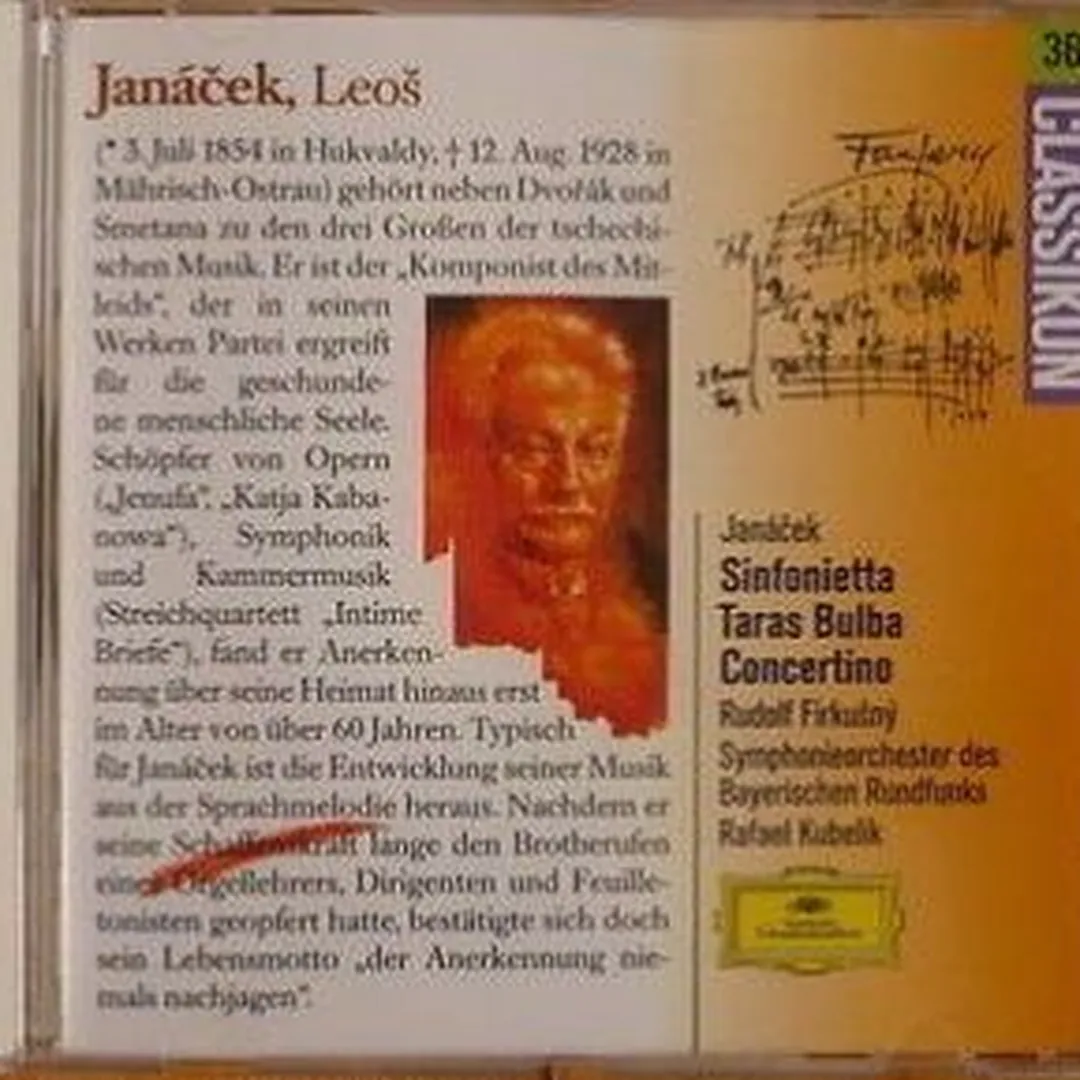 Janáček, Leoš
(* 3. Juli 1854 in Hukvaldy, † 12. Aug. 1928 in
Mährisch-Ostrau) gehört neben Dvořák und
Smetana zu den drei Großen der tschechi-
schen Musik. Er ist der „Komponist des Mit-
leids“, der in seinen
Werken Partei ergreift
für die geschunde-
ne menschliche Seele.
Schöpfer von Opern
(„Jenufa“, „Katja Kaba-
nowa“), Symphonik
und Kammermusik
(Streichquartett „Intime
Briefe“), fand er Anerken-
nung über seine Heimat hinaus erst
im Alter von über 60 Jahren. Typisch
für Janáček ist die Entwicklung seiner Musik
aus der Sprachmelodie heraus. Nachdem er
seine Schaffenskraft lange den Brotberufen
eines Orgellehrers, Dirigenten und Feuille-
tonisten geopfert hatte, bestätigte sich doch
sein Lebensmotto „der Anerkennung nie-
mals nachjagen“.
36
CLASSIKON
Janáček
Sinfonietta
Taras Bulba
Concertino
Rudolf Firkušný
Symphonieorchester des
Bayerischen Rundfunks
Rafael Kubelik